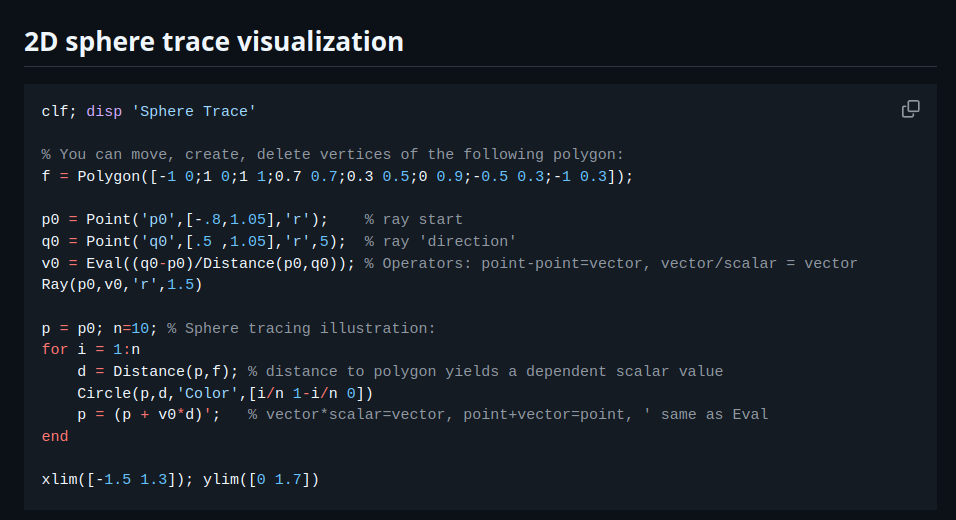 2D sphere trace visualization
clf; disp 'Sphere Trace'
% You can move, create, delete vertices of the following polygon:
f = Polygon([-1 0;1 0;1 1;0.7 0.7;0.3 0.5;0 0.9;-0.5 0.3;-1 0.3]);
p0 = Point('p0',[-.8,1.05],'r');    % ray start
q0 = Point('q0',[.5 ,1.05],'r',5);  % ray 'direction'
v0 = Eval((q0-p0)/Distance(p0,q0)); % Operators: point-point=vector, vector/scalar = vector
Ray(p0,v0,'r',1.5)
p = p0; n=10; % Sphere tracing illustration:
for i = 1:n
    d = Distance(p,f); % distance to polygon yields a dependent scalar value
    Circle(p,d,'Color',[i/n 1-i/n 0])
    p = (p + v0*d)';   % vector*scalar=vector, point+vector=point, ' same as Eval
end
xlim([-1.5 1.3]); ylim([0 1.7])